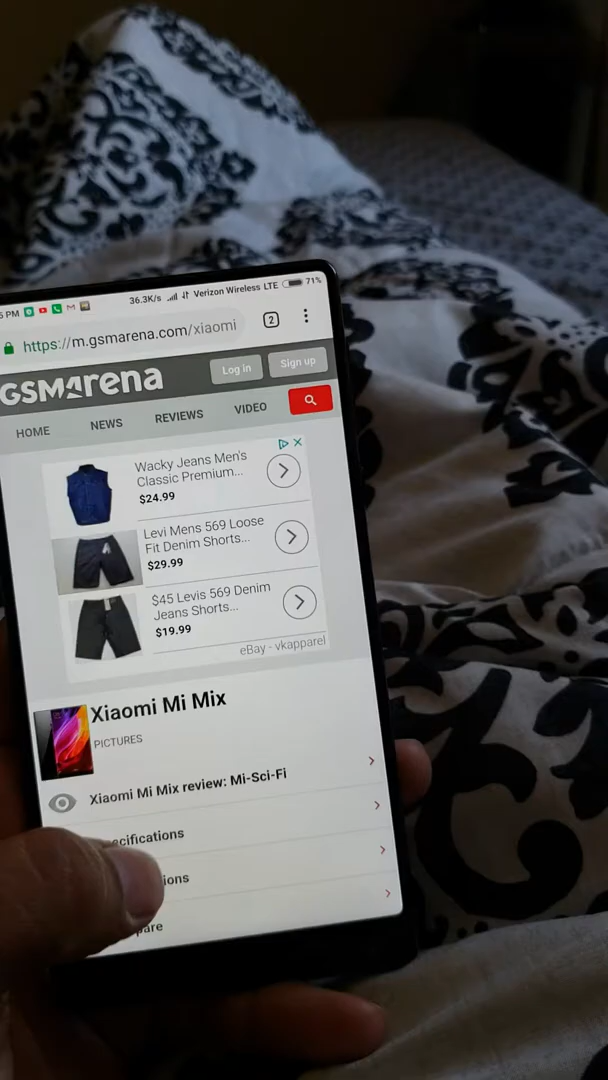 5 PM 36.3K/s Verizon Wireless LTE 71%
https://m.gsmarena.com/xiaomi 2
GSMArena Log in Sign up
HOME NEWS REVIEWS VIDEO
Wacky Jeans Men's
Classic Premium...
$24.99
Levi Mens 569 Loose
Fit Denim Shorts...
$29.99
$45 Levis 569 Denim
Jeans Shorts...
$19.99
eBay - vkapparel
Xiaomi Mi Mix
PICTURES
Xiaomi Mi Mix review: Mi-Sci-Fi
ecifications
ions
pare